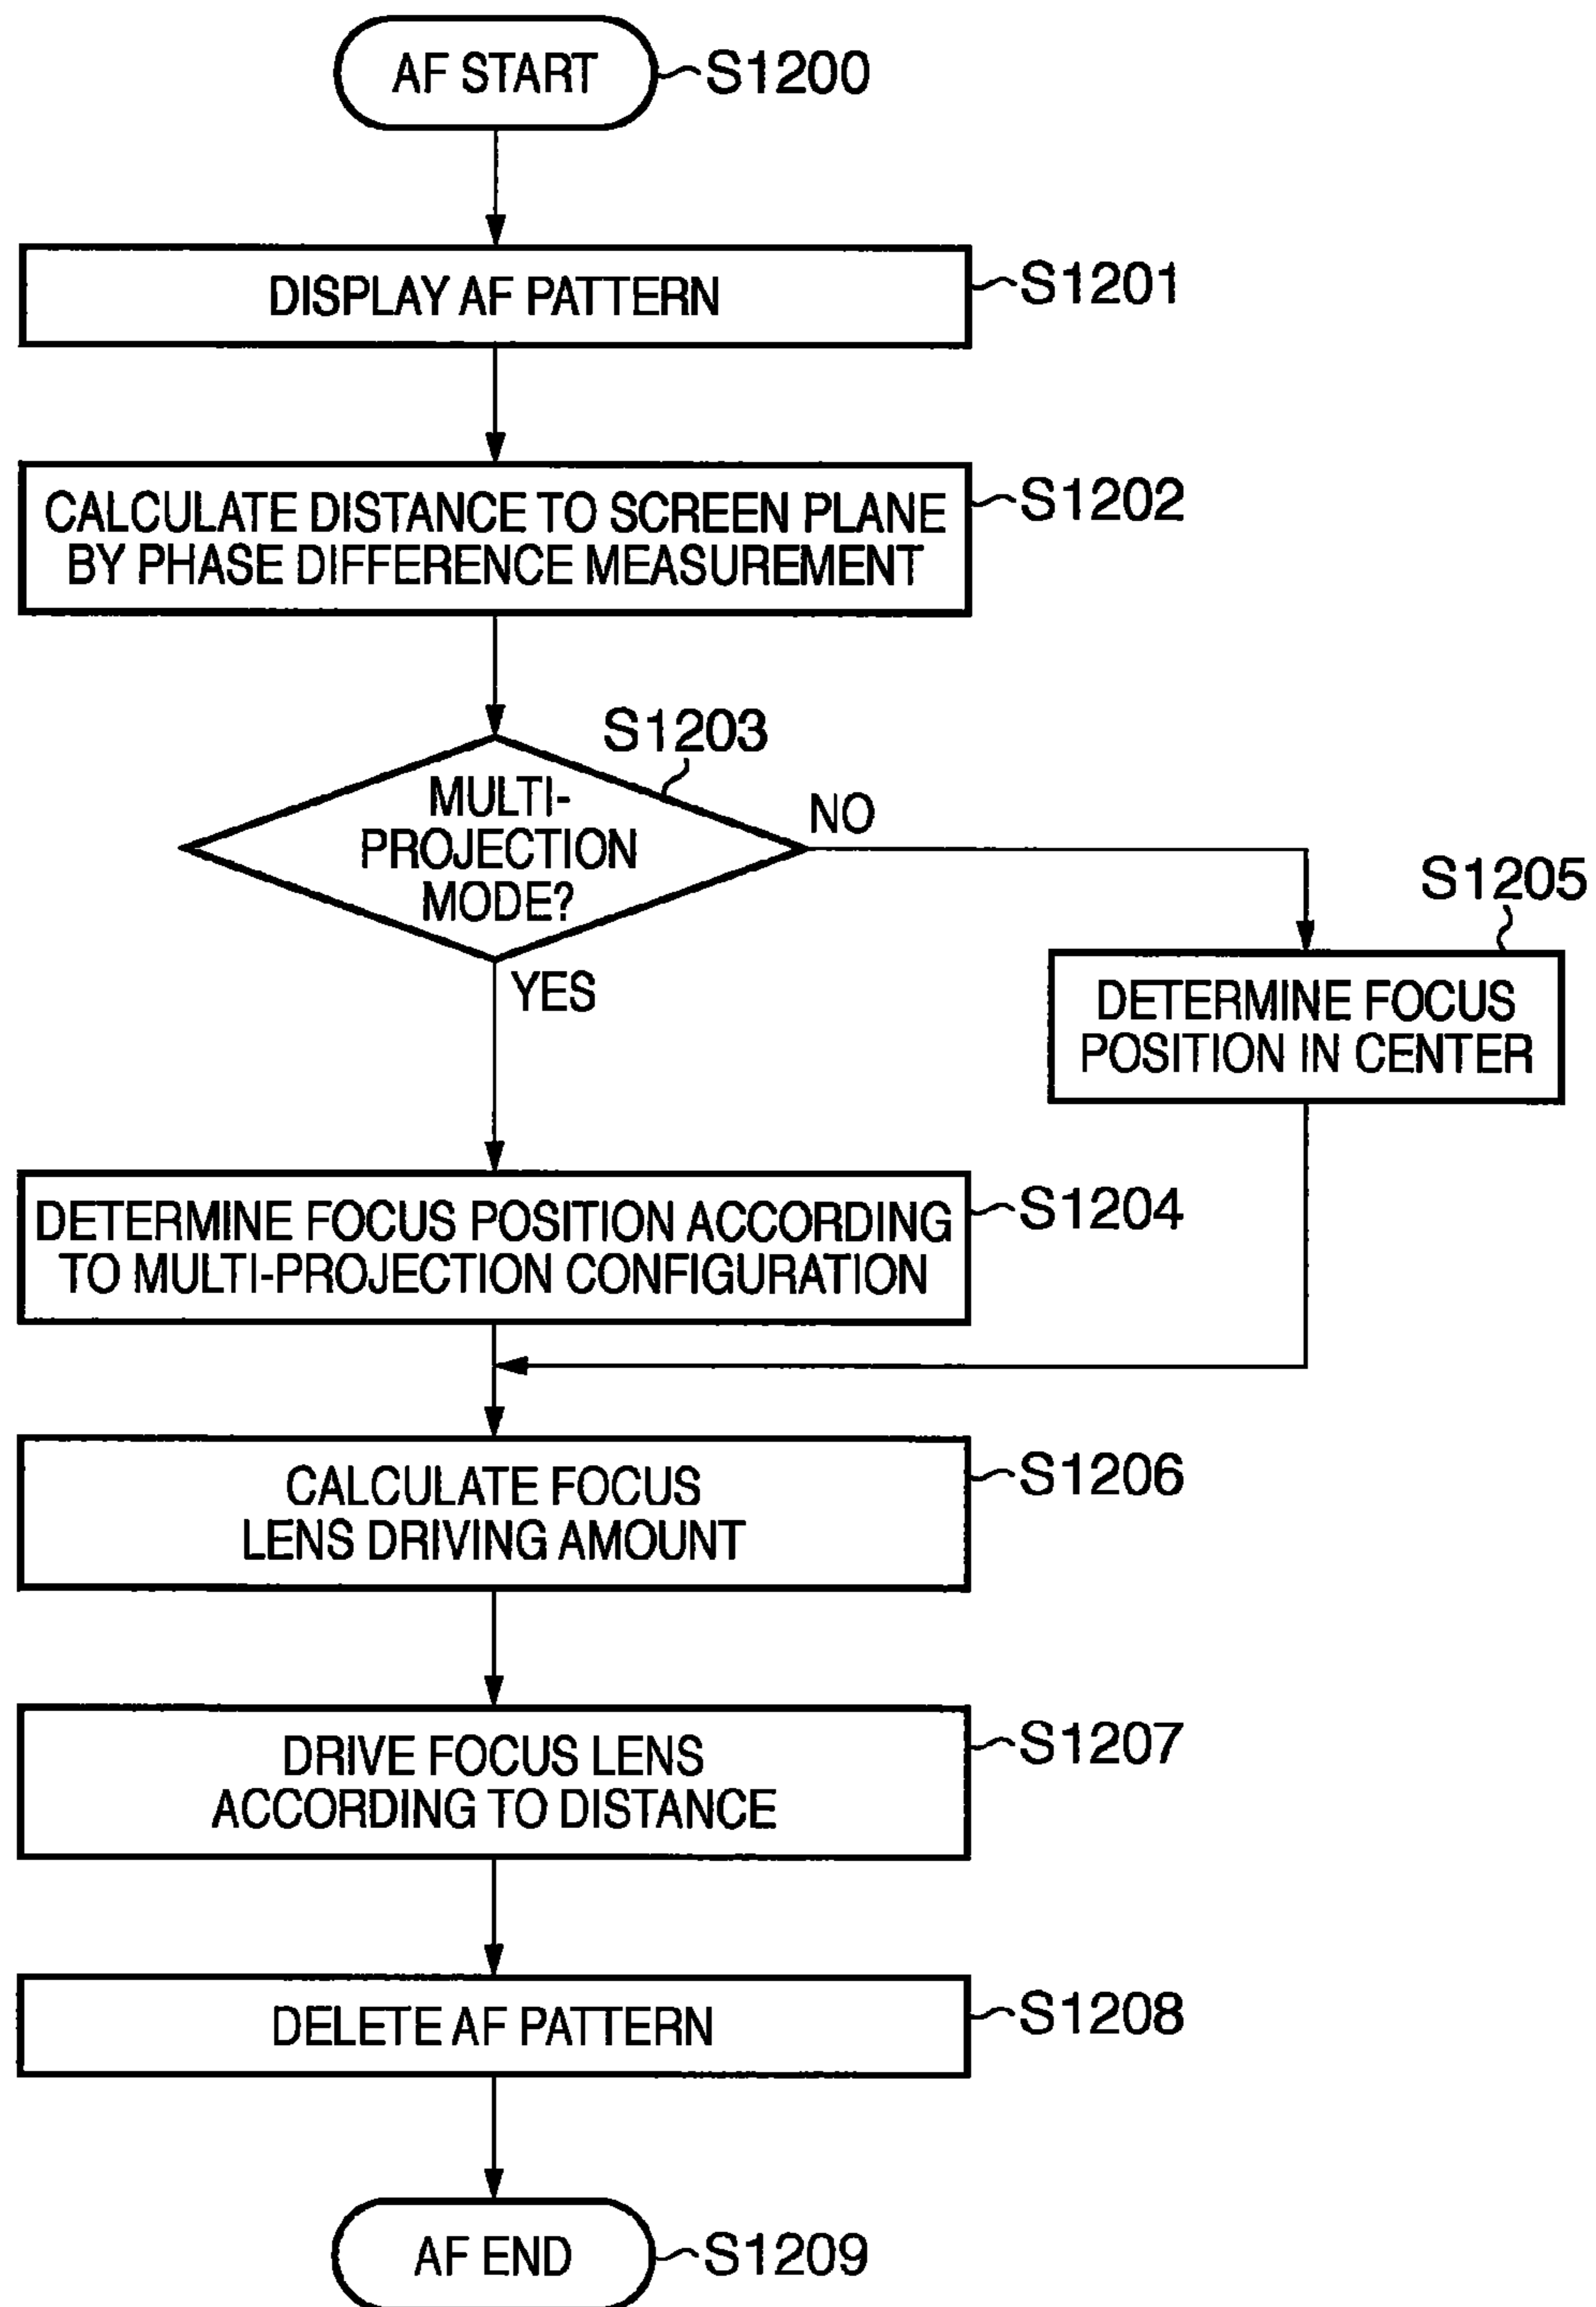 AF START
S1200
DISPLAY AF PATTERN
S1201
CALCULATE DISTANCE TO SCREEN PLANE
BY PHASE DIFFERENCE MEASUREMENT
S1202
S1203
MULTI-
PROJECTION
MODE?
NO
YES
S1205
DETERMINE FOCUS
POSITION IN CENTER
DETERMINE FOCUS POSITION ACCORDING
TO MULTI-PROJECTION CONFIGURATION
S1204
CALCULATE FOCUS
LENS DRIVING AMOUNT
S1206
DRIVE FOCUS LENS
ACCORDING TO DISTANCE
S1207
DELETE AF PATTERN
S1208
AF END
S1209